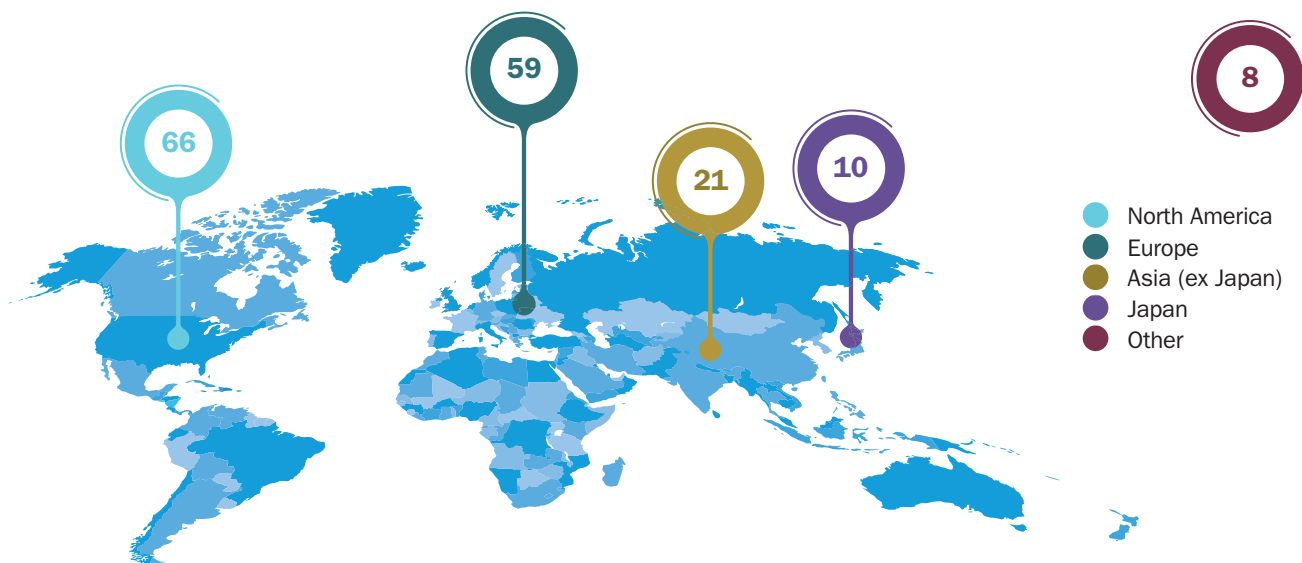 59
8
66
21
10
North America
Europe
Asia (ex Japan)
Japan
Other